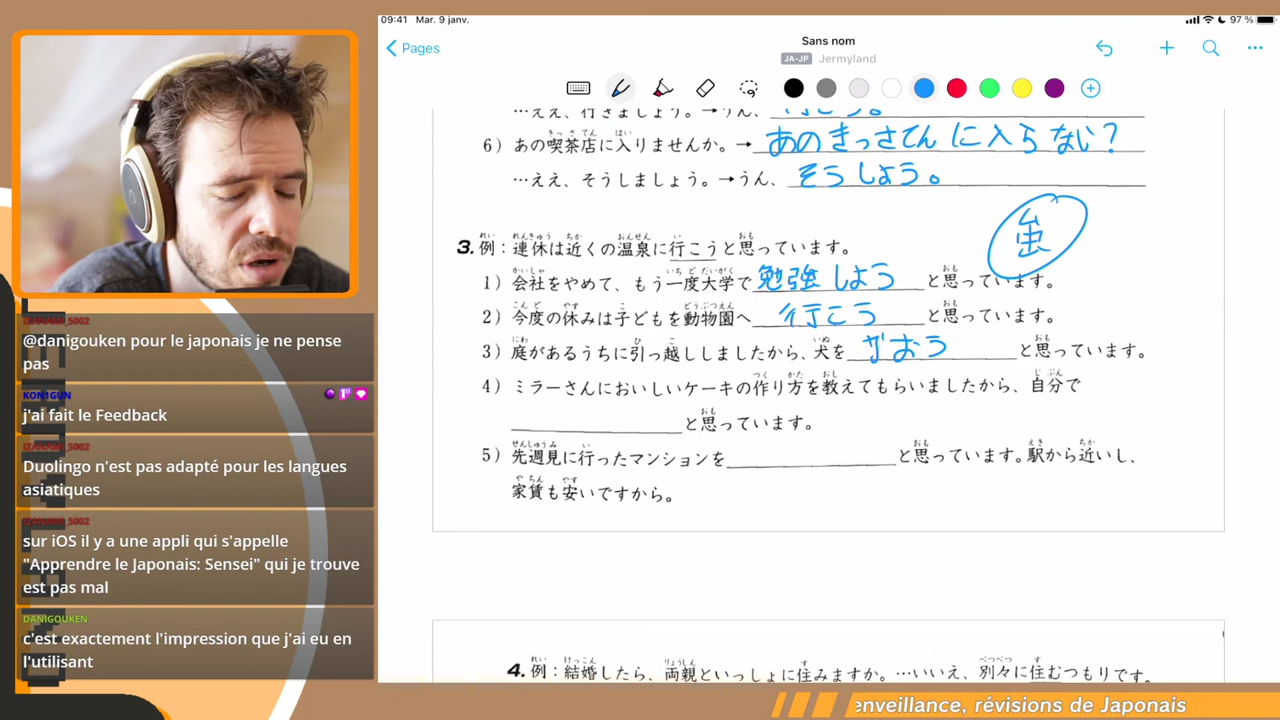 09:41 Mar. 9 janv.
97 %
Pages
Sans nom
JA-JP Jermyland
…ええ、行きましょう。→うん、行こう。
6）あの喫茶店に入りませんか。→あのきっさてんに入らない？
…ええ、そうしましょう。→うん、そうしよう。
虫
3. 例：連休は近くの温泉に行こうと思っています。
1）会社をやめて、もう一度大学で勉強しようと思っています。
2）今度の休みは子どもを動物園へ行こうと思っています。
3）庭があるうちに引っ越ししましたから、犬をがおうと思っています。
4）ミラーさんにおいしいケーキの作り方を教えてもらいましたから、自分で
と思っています。
5）先週見に行ったマンションをと思っています。駅から近いし、
家賃も安いですから。
4. 例：結婚したら、両親といっしょに住みますか。…いいえ、別々に住むつもりです。
@danigouken pour le japonais je ne pense
pas
KON1GUN
j'ai fait le Feedback
Duolingo n'est pas adapté pour les langues
asiatiques
sur iOS il y a une appli qui s'appelle
"Apprendre le Japonais: Sensei" qui je trouve
est pas mal
DANIGOUKEN
c'est exactement l'impression que j'ai eu en
l'utilisant
enveillance, révisions de Japonais